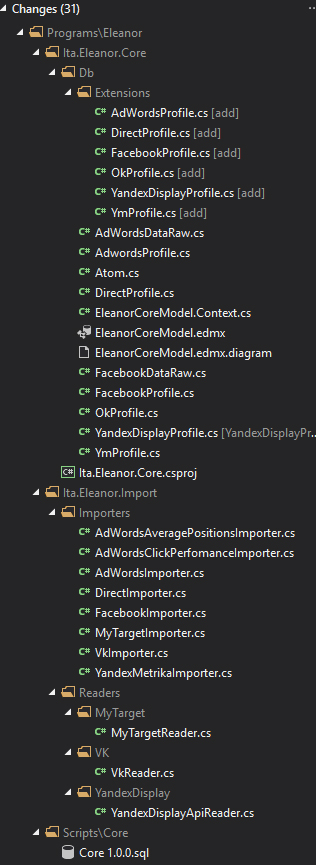 Changes (31)
Programs\Eleanor
Ita.Eleanor.Core
Db
Extensions
AdWordsProfile.cs [add]
DirectProfile.cs [add]
FacebookProfile.cs [add]
OkProfile.cs [add]
YandexDisplayProfile.cs [add]
YmProfile.cs [add]
AdWordsDataRaw.cs
AdwordsProfile.cs
Atom.cs
DirectProfile.cs
EleanorCoreModel.Context.cs
EleanorCoreModel.edmx
EleanorCoreModel.edmx.diagram
FacebookDataRaw.cs
FacebookProfile.cs
OkProfile.cs
YandexDisplayProfile.cs [YandexDisplayPr...
YmProfile.cs
Ita.Eleanor.Core.csproj
Ita.Eleanor.Import
Importers
AdWordsAveragePositionsImporter.cs
AdWordsClickPerfomanceImporter.cs
AdWordsImporter.cs
DirectImporter.cs
FacebookImporter.cs
MyTargetImporter.cs
VkImporter.cs
YandexMetrikaImporter.cs
Readers
MyTarget
MyTargetReader.cs
VK
VkReader.cs
YandexDisplay
YandexDisplayApiReader.cs
Scripts\Core
Core 1.0.0.sql